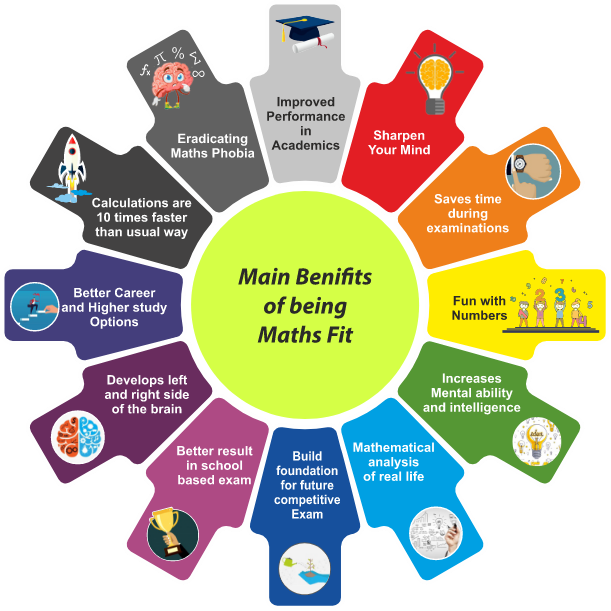 Main Benifits
of being
Maths Fit
Improved
Performance
in
Academics
Sharpen
Your Mind
Saves time
during
examinations
Fun with
Numbers
Increases
Mental ability
and intelligence
Mathematical
analysis
of real life
Build
foundation
for future
competitive
Exam
Better result
in school
based exam
Develops left
and right side
of the brain
Better Career
and Higher study
Options
Calculations are
10 times faster
than usual way
Eradicating
Maths Phobia
fx π % Σ ∞